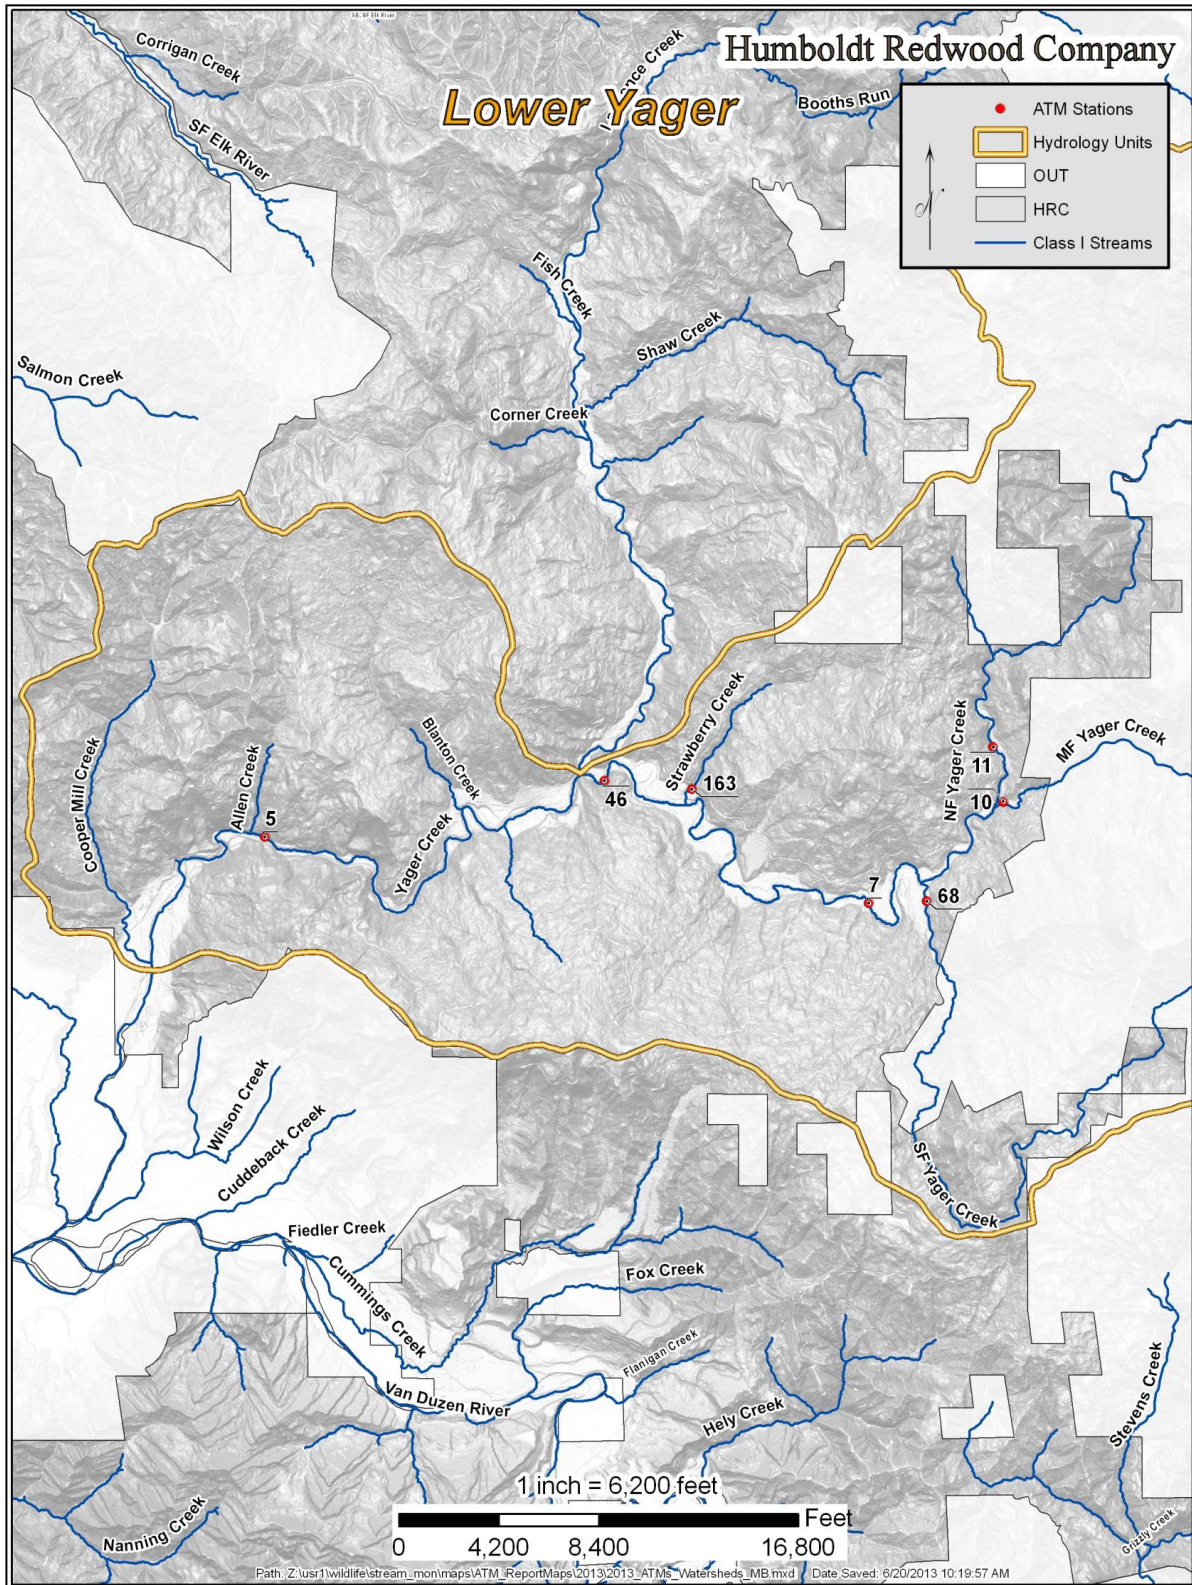 SB, NF Elk River
Humboldt Redwood Company
Lower Yager
ATM Stations
Hydrology Units
OUT
HRC
Class I Streams
N
Corrigan Creek
SF Elk River
Booths Run
Creek
Fish Creek
Shaw Creek
Salmon Creek
Corner Creek
Strawberry Creek
NF Yager Creek
MF Yager Creek
Blanton Creek
Cooper Mill Creek
Allen Creek
Yager Creek
5
46
163
11
10
7
68
Wilson Creek
Cuddeback Creek
SF Yager Creek
Fiedler Creek
Cummings Creek
Fox Creek
Flanigan Creek
Van Duzen River
Hely Creek
Stevens Creek
Nanning Creek
Grizzly Creek
1 inch = 6,200 feet
Feet
0 4,200 8,400 16,800
Path: Z:\usr1\wildlife\stream_mon\maps\ATM_ReportMaps\2013\2013_ATMs_Watersheds_MB.mxd Date Saved: 6/20/2013 10:19:57 AM